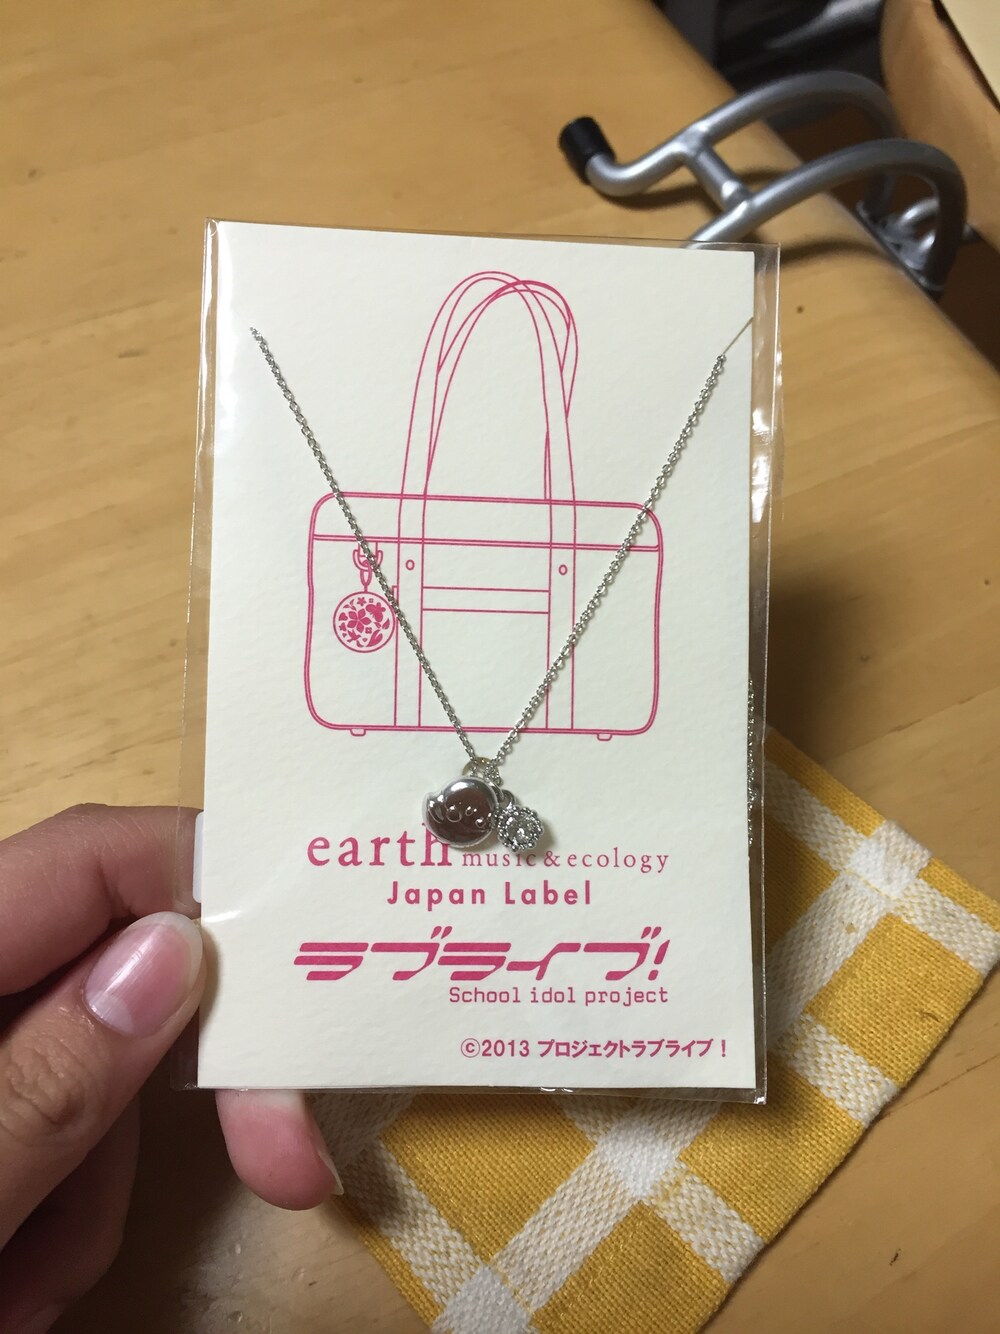 earth music & ecology
Japan Label
ラブライブ!
School idol project
©2013 プロジェクトラブライブ！